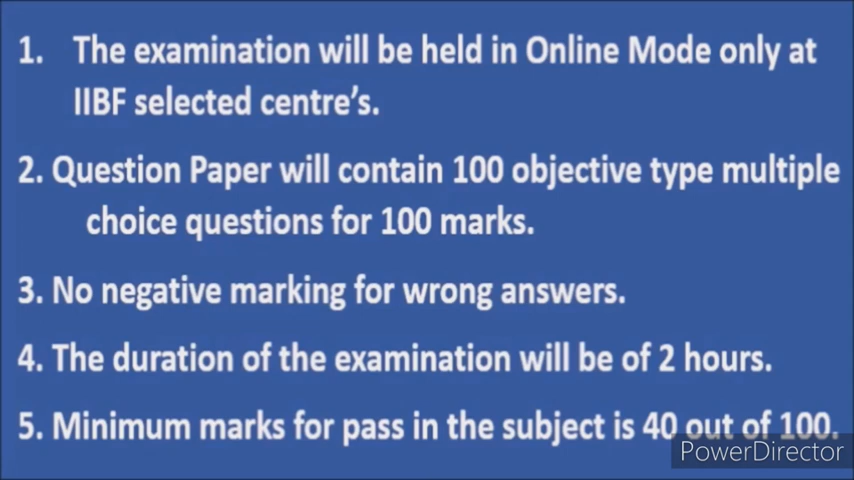 1. The examination will be held in Online Mode only at
IIBF selected centre's.
2. Question Paper will contain 100 objective type multiple
choice questions for 100 marks.
3. No negative marking for wrong answers.
4. The duration of the examination will be of 2 hours.
5. Minimum marks for pass in the subject is 40 out of 100.
PowerDirector